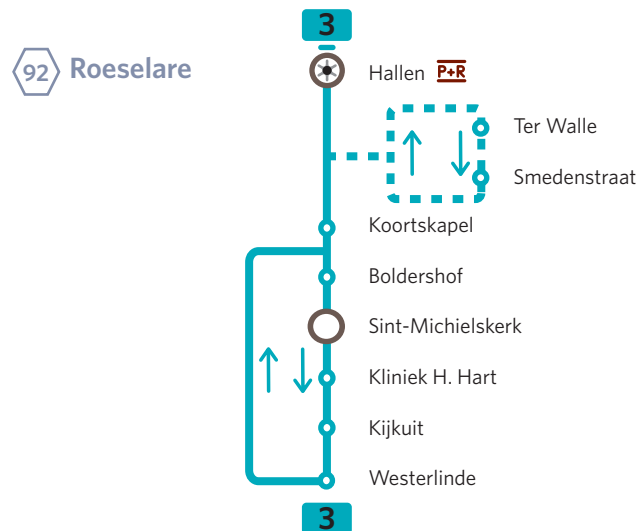 3
92 Roeselare
Hallen P+R
Ter Walle
Smedenstraat
Koortskapel
Boldershof
Sint-Michielskerk
Kliniek H. Hart
Kijkuit
Westerlinde
3